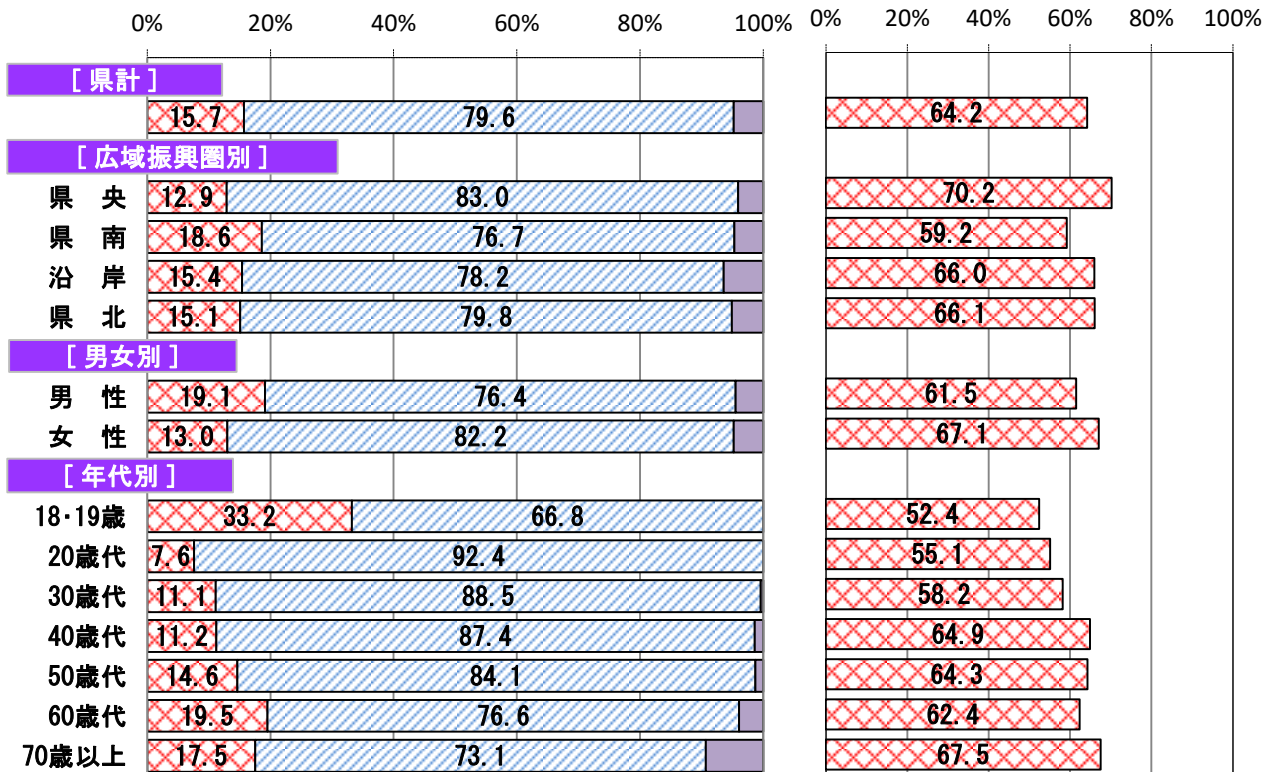 0% 20% 40% 60% 80% 100% 0% 20% 40% 60% 80% 100%
[ 県計 ]
15.7 79.6 64.2
[ 広域振興圏別 ]
県 央 12.9 83.0 70.2
県 南 18.6 76.7 59.2
沿 岸 15.4 78.2 66.0
県 北 15.1 79.8 66.1
[ 男女別 ]
男 性 19.1 76.4 61.5
女 性 13.0 82.2 67.1
[ 年代別 ]
18･19歳 33.2 66.8 52.4
20歳代 7.6 92.4 55.1
30歳代 11.1 88.5 58.2
40歳代 11.2 87.4 64.9
50歳代 14.6 84.1 64.3
60歳代 19.5 76.6 62.4
70歳以上 17.5 73.1 67.5